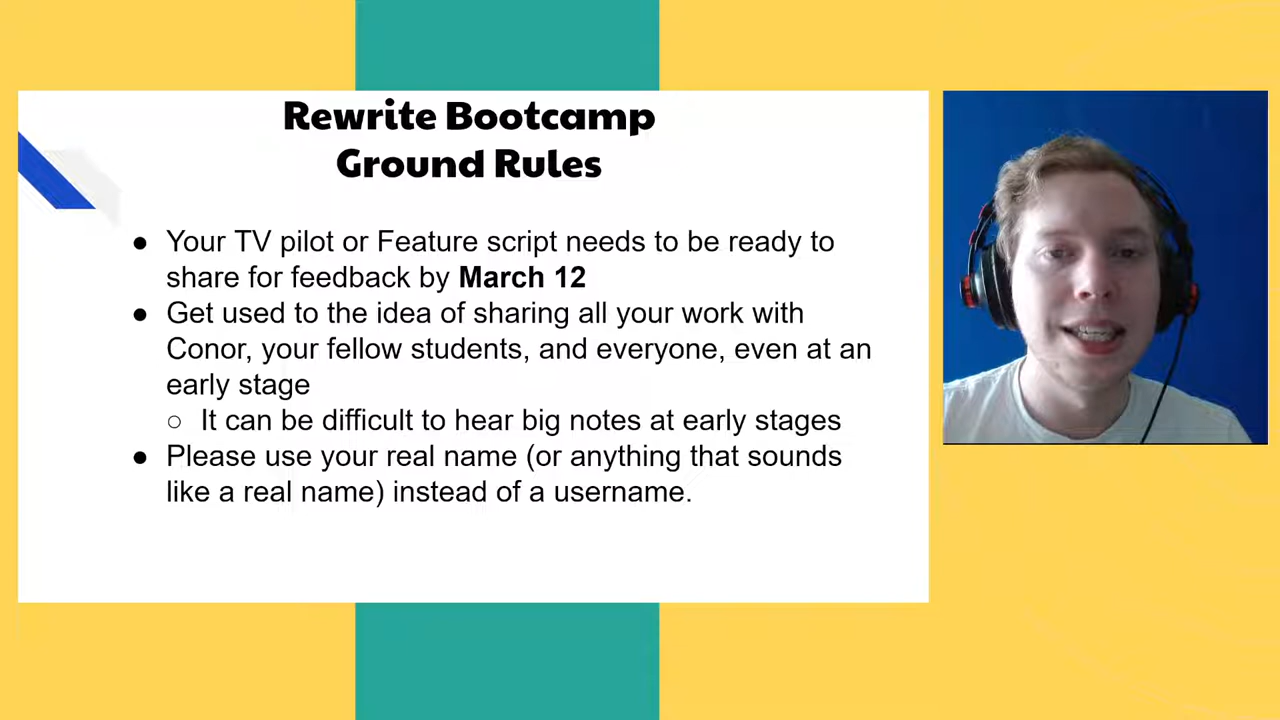 Rewrite Bootcamp
Ground Rules
● Your TV pilot or Feature script needs to be ready to
share for feedback by March 12
● Get used to the idea of sharing all your work with
Conor, your fellow students, and everyone, even at an
early stage
○ It can be difficult to hear big notes at early stages
● Please use your real name (or anything that sounds
like a real name) instead of a username.